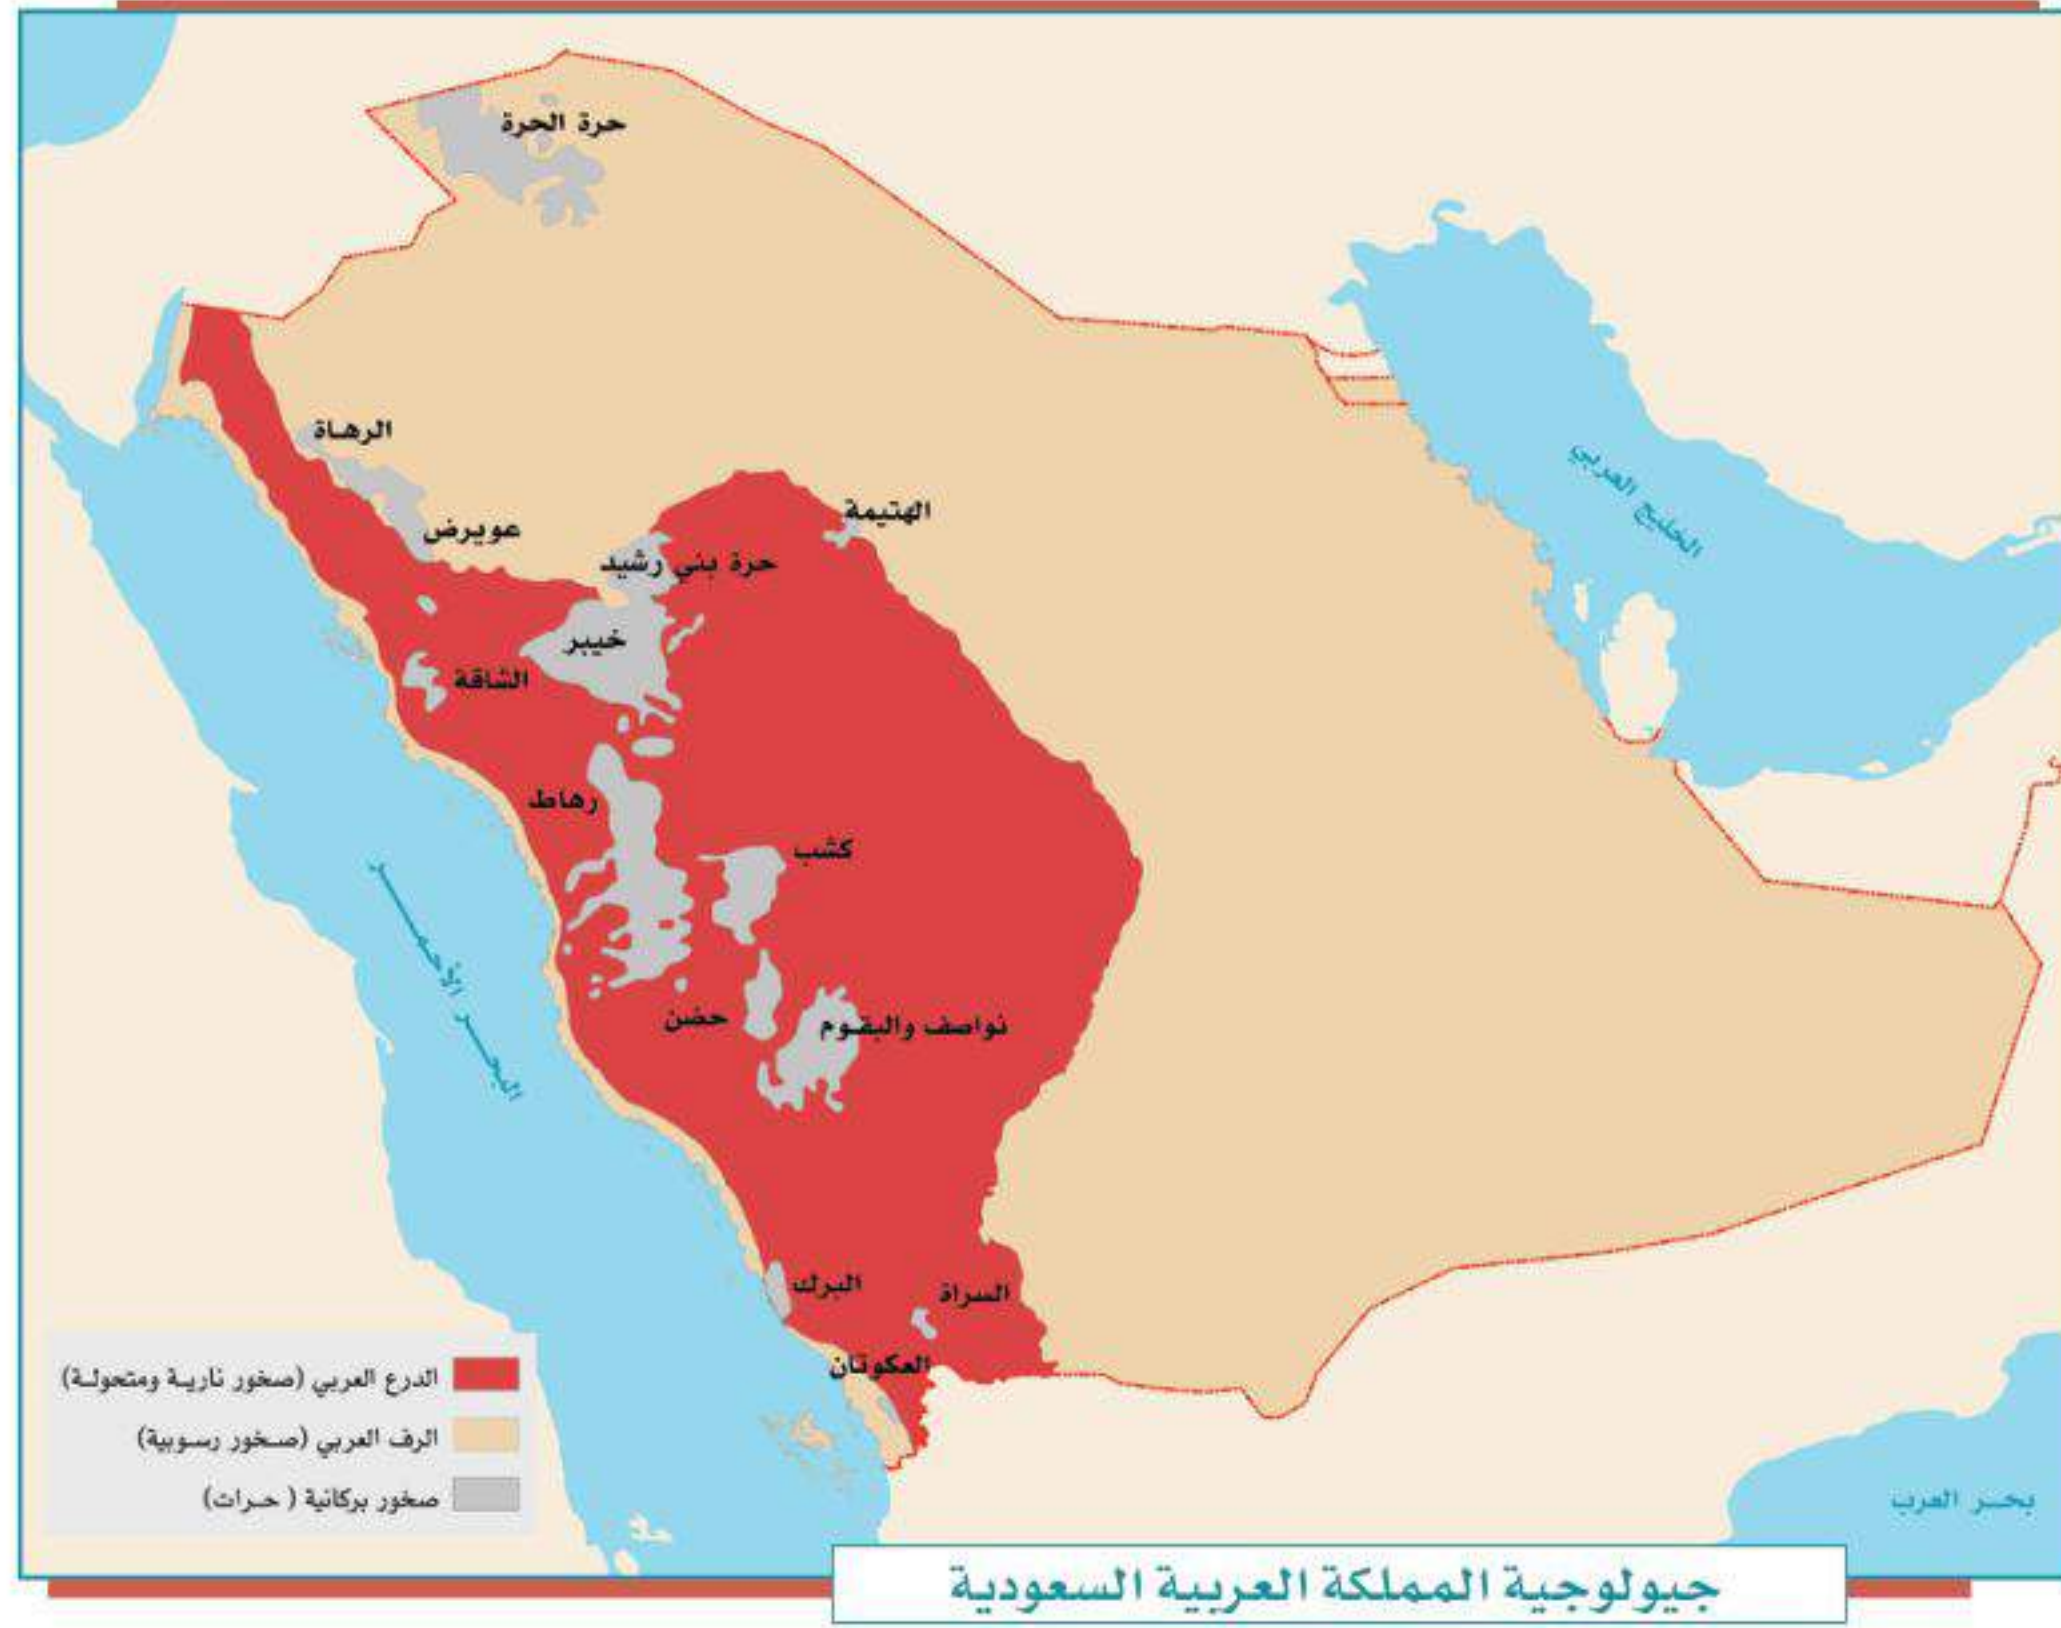 حرة الحرة
الرهاة
عويرض
الهتيمة
حرة بني رشيد
خيبر
الشاقة
رهاط
كشب
حضن
نواصف والبقوم
البرك
السراة
العكوتان
الخليج العربي
البحر الأحمر
بحر العرب
الدرع العربي (صخور نارية ومتحولة)
الرف العربي (صخور رسوبية)
صخور بركانية (حرات)
جيولوجية المملكة العربية السعودية